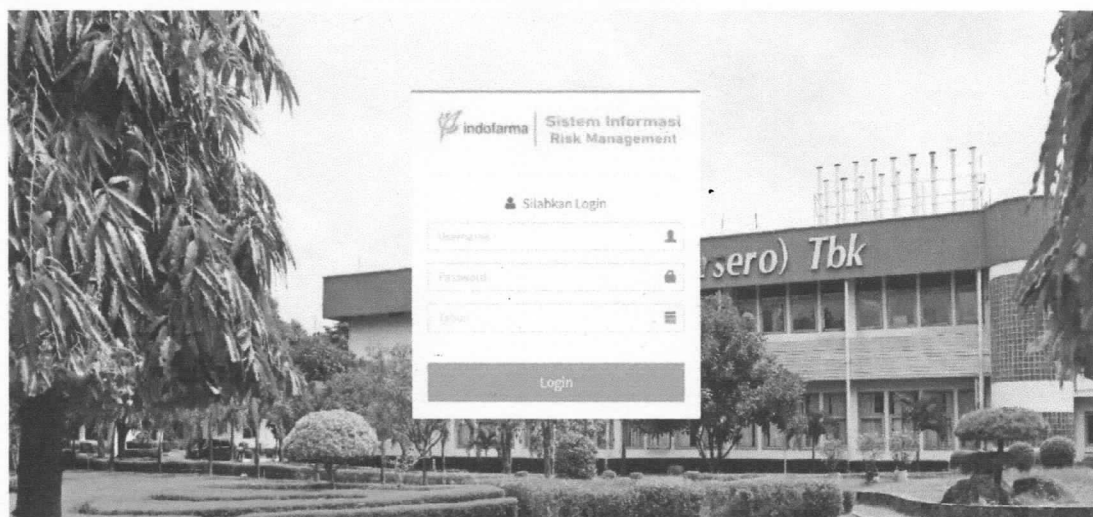 indofarma
Sistem Informasi
Risk Management
Silahkan Login
Username
Password
Tahun
Login
sero) Tbk